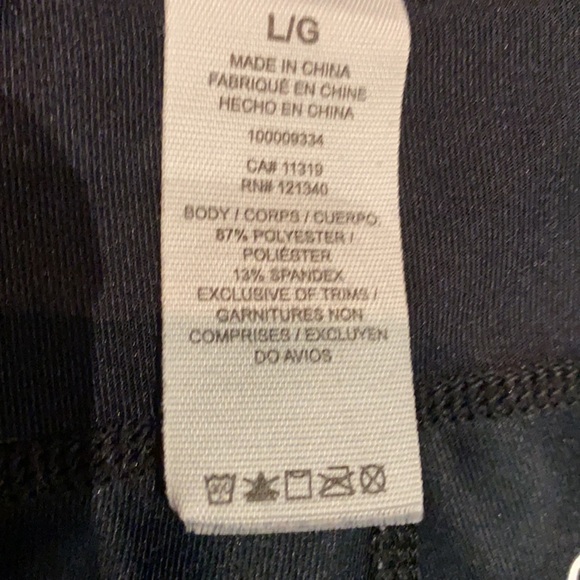 L/G
MADE IN CHINA
FABRIQUÉ EN CHINE
HECHO EN CHINA
100009334
CA# 11319
RN# 121340
BODY / CORPS / CUERPO:
87% POLYESTER /
POLIÉSTER
13% SPANDEX
EXCLUSIVE OF TRIMS /
GARNITURES NON
COMPRISES / EXCLUYEN
DO AVIOS